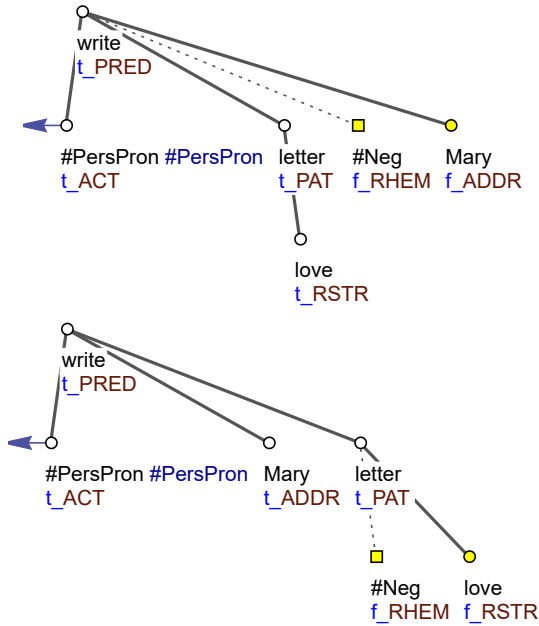 write
t_PRED
#PersPron #PersPron letter #Neg Mary
t_ACT t_PAT f_RHEM f_ADDR
love
t_RSTR
write
t_PRED
#PersPron #PersPron Mary letter
t_ACT t_ADDR t_PAT
#Neg love
f_RHEM f_RSTR